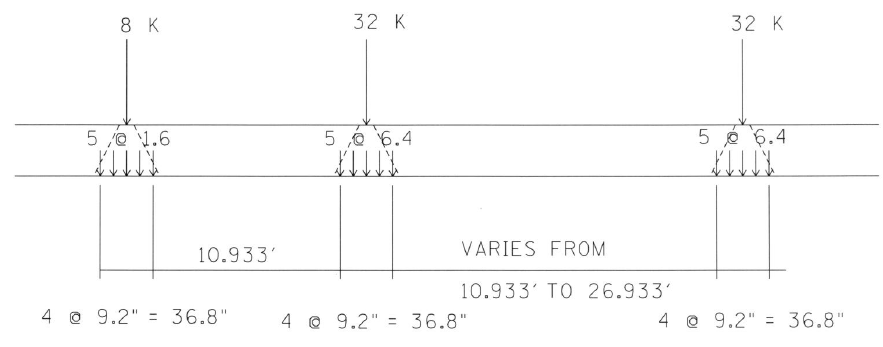 8 K
32 K
32 K
5 @ 1.6
5 @ 6.4
5 @ 6.4
10.933'
VARIES FROM
10.933' TO 26.933'
4 @ 9.2" = 36.8"
4 @ 9.2" = 36.8"
4 @ 9.2" = 36.8"